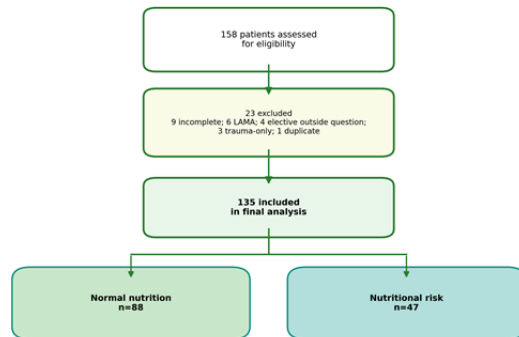 158 patients assessed
for eligibility
23 excluded
9 incomplete; 6 LAMA; 4 elective outside question;
3 trauma-only; 1 duplicate
135 included
in final analysis
Normal nutrition
n=88
Nutritional risk
n=47